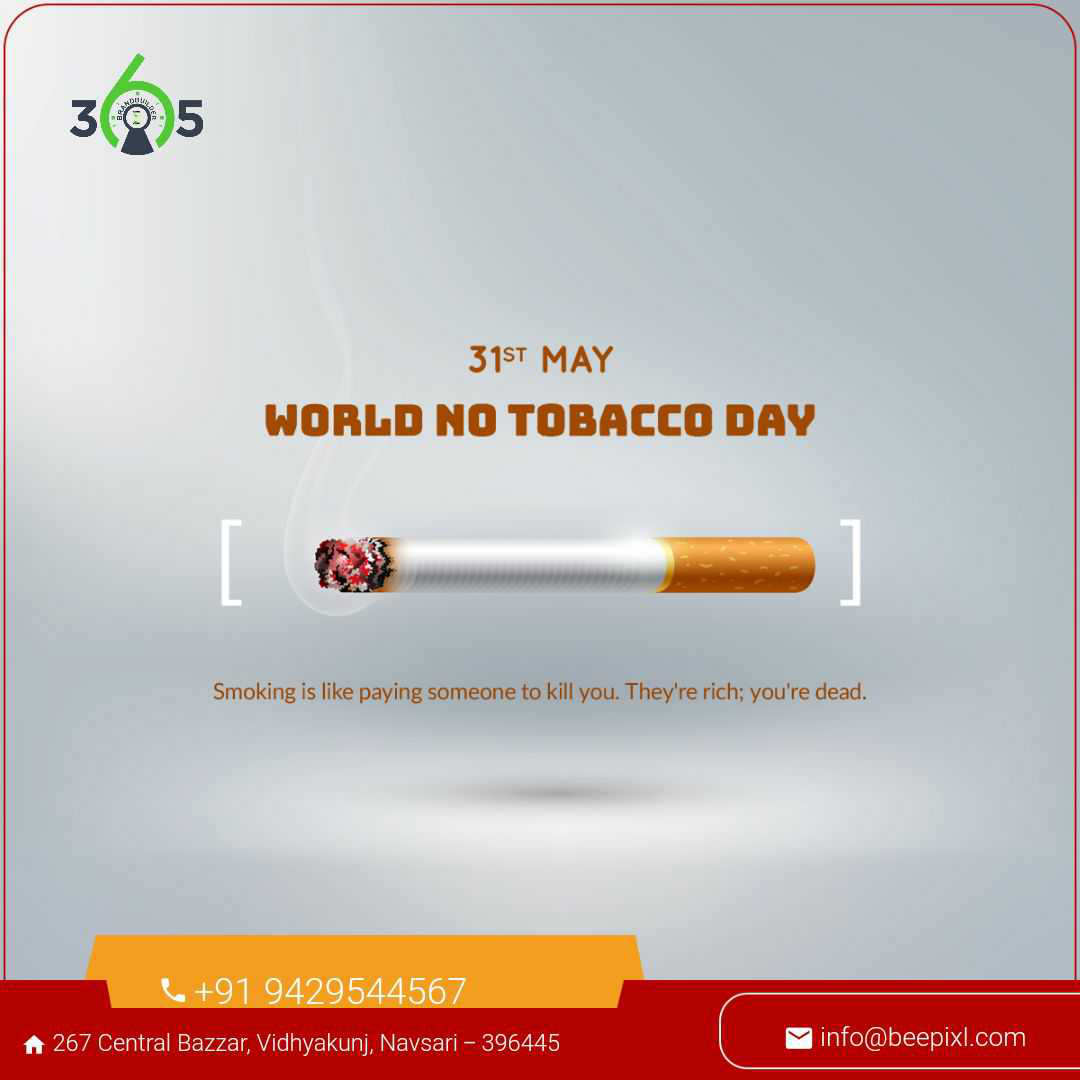 365
BRANDBUILDER
31ST MAY
WORLD NO TOBACCO DAY
[ ]
Smoking is like paying someone to kill you. They're rich; you're dead.
+91 9429544567
267 Central Bazzar, Vidhyakunj, Navsari – 396445
info@beepixl.com